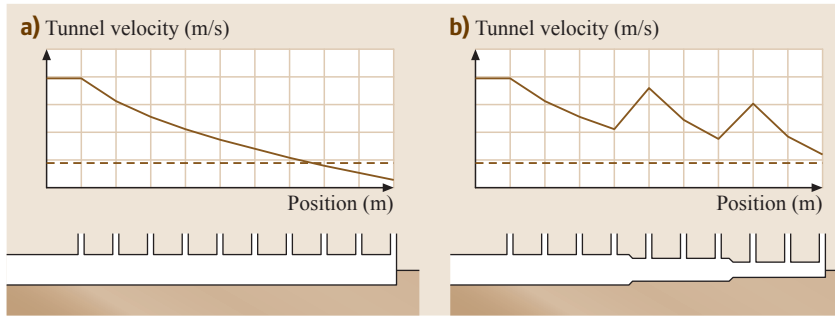 a) Tunnel velocity (m/s)
Position (m)
b) Tunnel velocity (m/s)
Position (m)